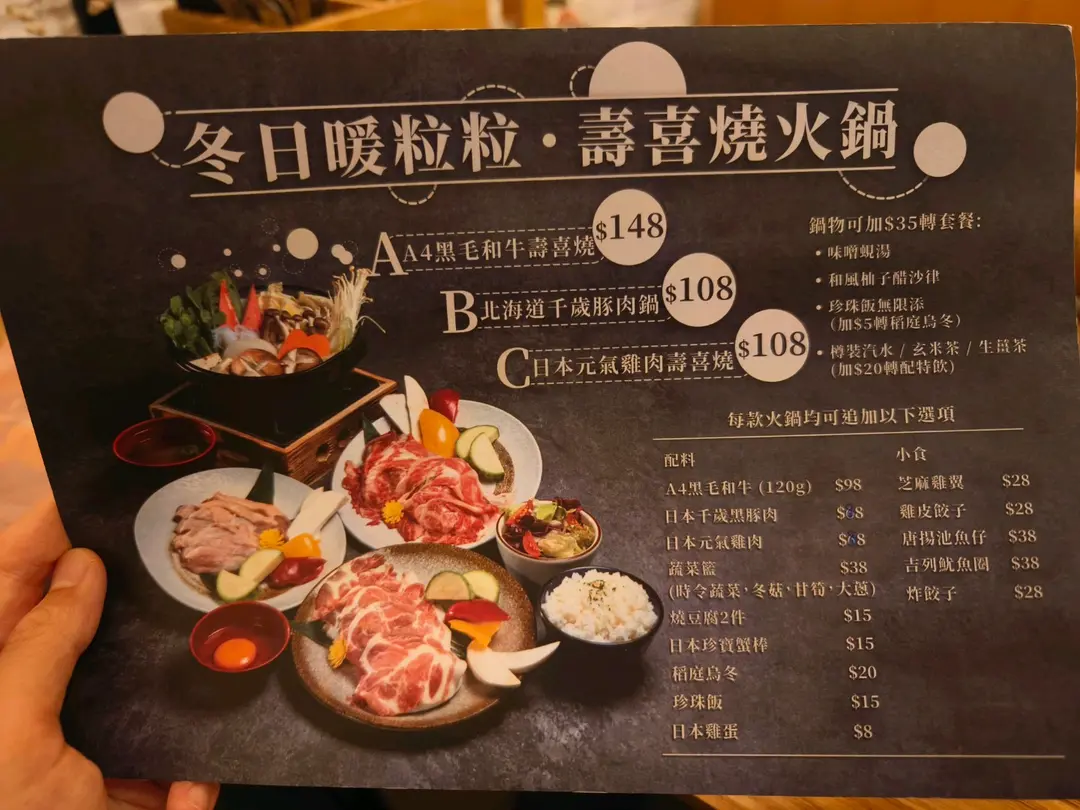 冬日暖粒粒·壽喜燒火鍋
A A4黑毛和牛壽喜燒 $148
B 北海道千歲豚肉鍋 $108
C 日本元氣雞肉壽喜燒 $108
鍋物可加$35轉套餐:
• 味噌蜆湯
• 和風柚子醋沙律
• 珍珠飯無限添
(加$5轉稻庭烏冬)
• 樽裝汽水 / 玄米茶 / 生薑茶
(加$20轉配特飲)
每款火鍋均可追加以下選項
配料
A4黑毛和牛 (120g) $98
日本千歲黑豚肉 $68
日本元氣雞肉 $68
蔬菜籃 $38
(時令蔬菜,冬菇,甘筍,大蔥)
燒豆腐2件 $15
日本珍寶蟹棒 $15
稻庭烏冬 $20
珍珠飯 $15
日本雞蛋 $8
小食
芝麻雞翼 $28
雞皮餃子 $28
唐揚池魚仔 $38
吉列魷魚圈 $38
炸餃子 $28